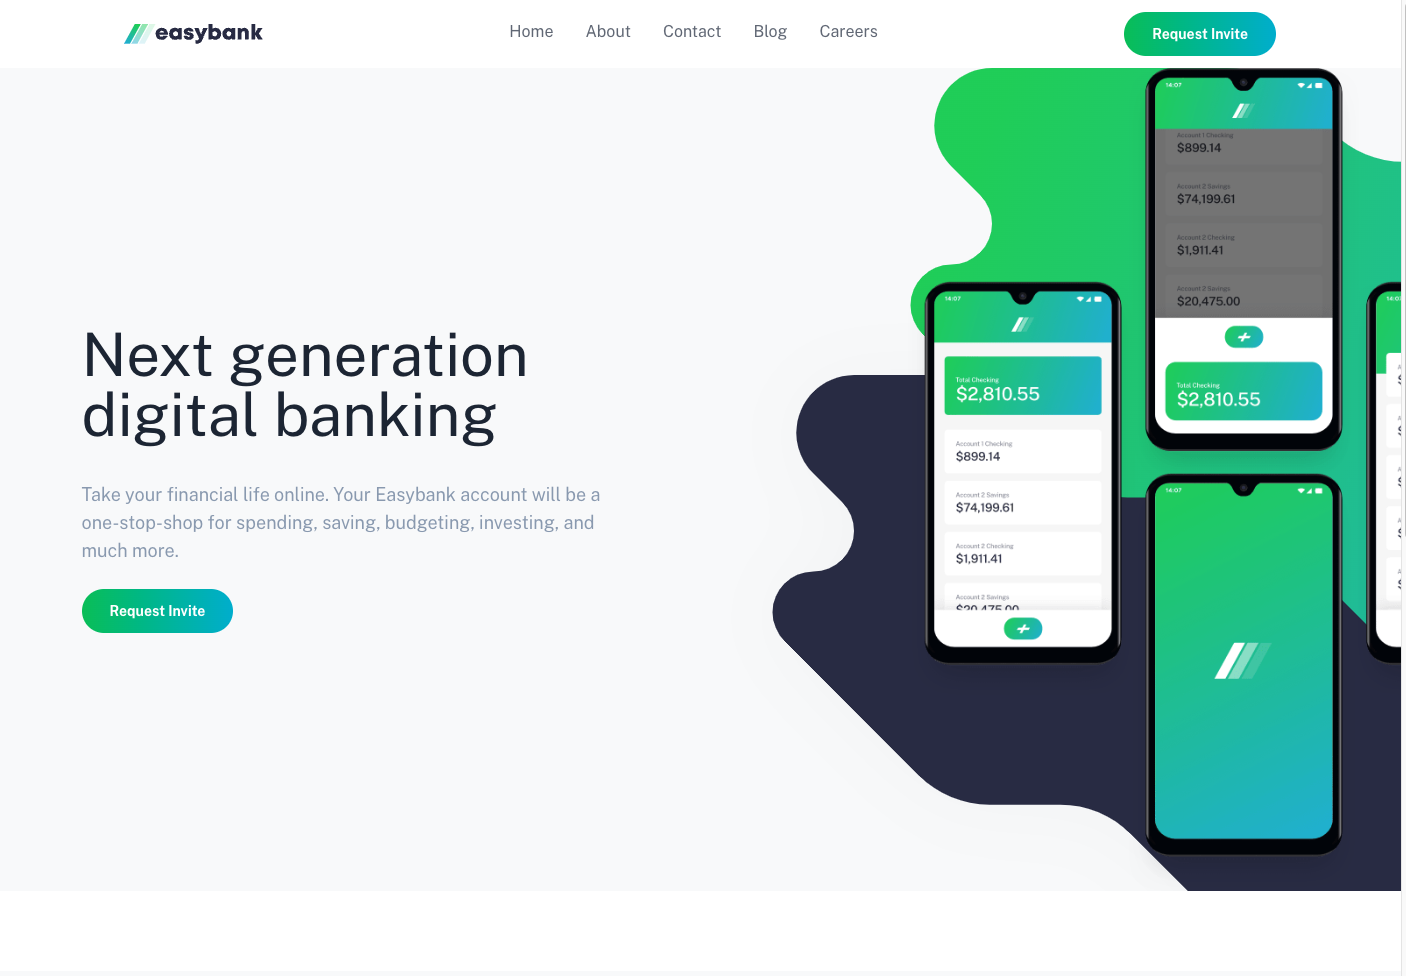 easybank
Home
About
Contact
Blog
Careers
Request Invite
Next generation
digital banking
Take your financial life online. Your Easybank account will be a
one-stop-shop for spending, saving, budgeting, investing, and
much more.
Request Invite
14:07
Account 1 Checking
$899.14
Account 2 Savings
$74,199.61
Account 2 Checking
$1,911.41
Account 2 Savings
$20,475.00
Total Checking
$2,810.55
14:07
Total Checking
$2,810.55
Account 1 Checking
$899.14
Account 2 Savings
$74,199.61
Account 2 Checking
$1,911.41
Account 2 Savings
$20,475.00
14:07